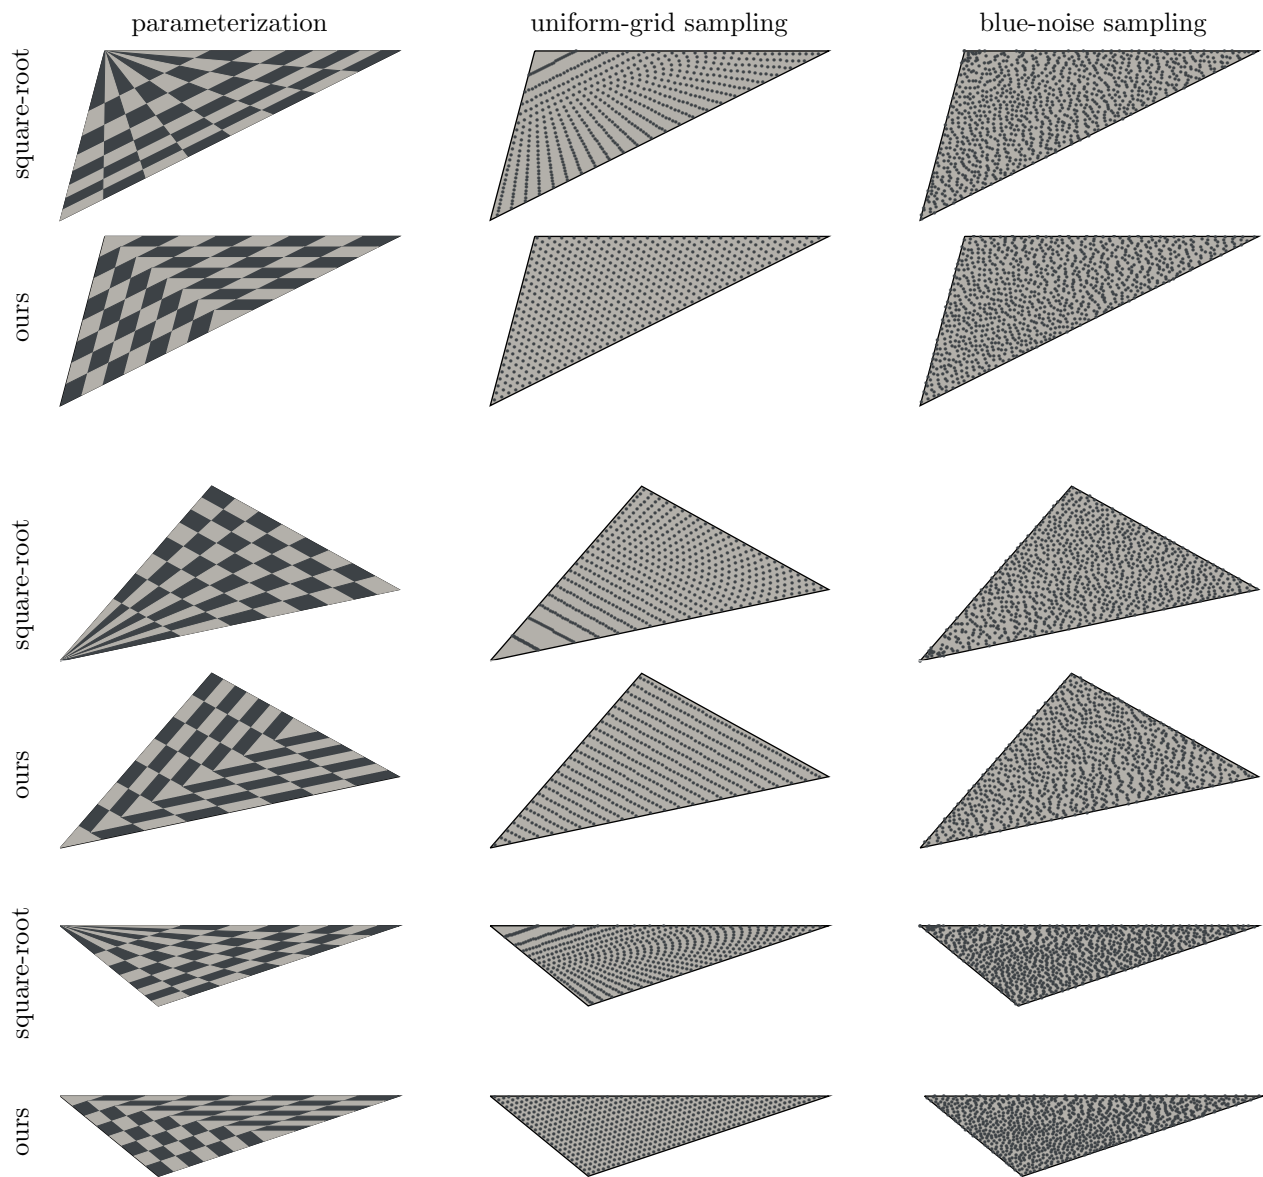 parameterization
uniform-grid sampling
blue-noise sampling
square-root
ours
square-root
ours
square-root
ours